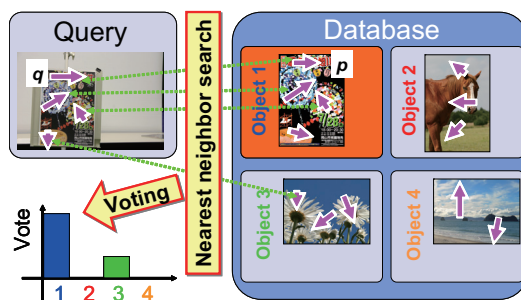 Query
q
Nearest neighbor search
Database
Object 1
p
Object 2
Object 3
Object 4
Voting
Vote
1 2 3 4